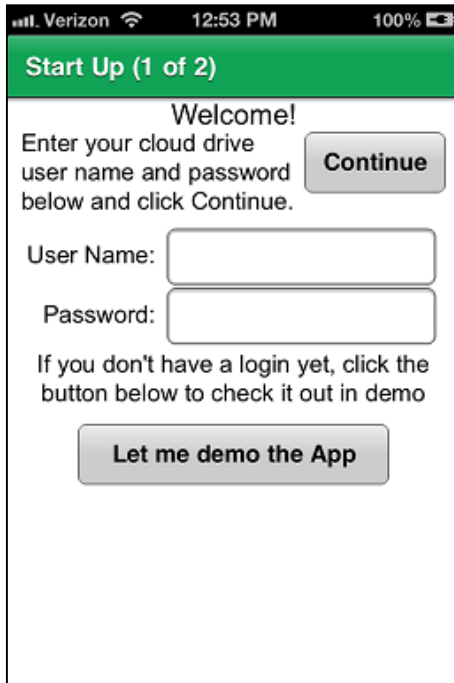 Verizon 12:53 PM 100%
Start Up (1 of 2)
Welcome!
Enter your cloud drive
user name and password
below and click Continue.
Continue
User Name:
Password:
If you don't have a login yet, click the
button below to check it out in demo
Let me demo the App